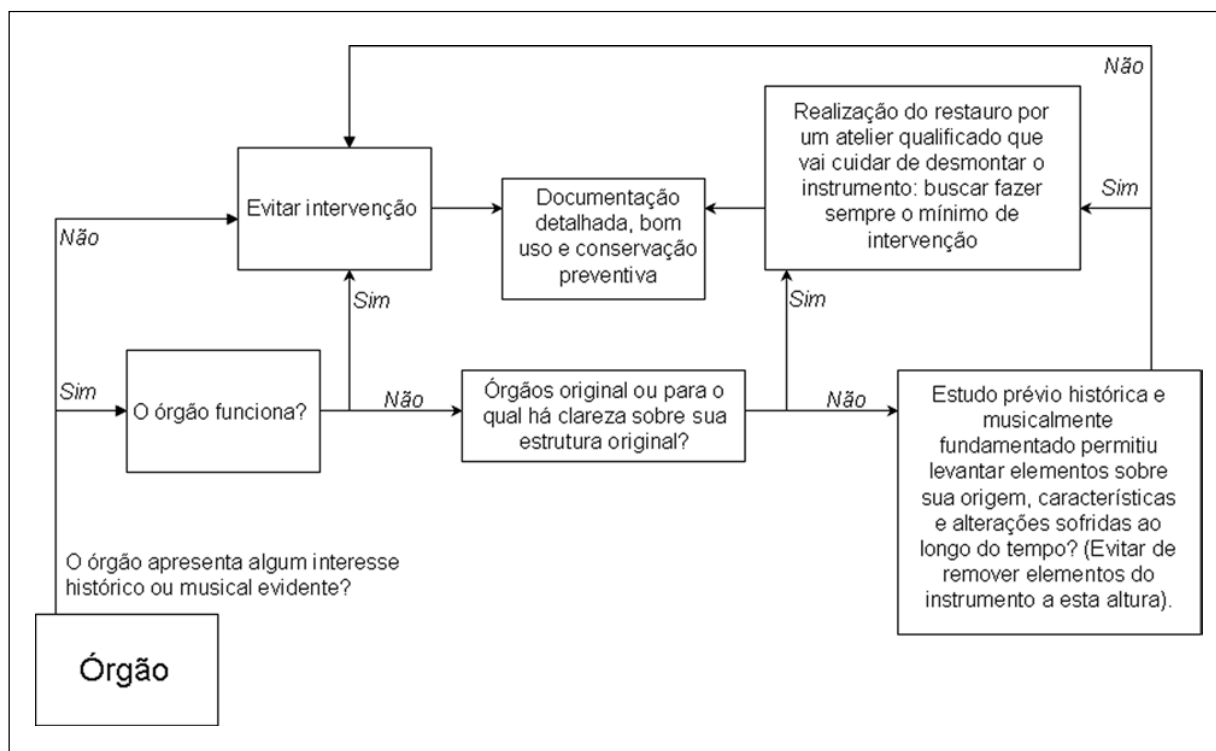 Não
Realização do restauro por
um atelier qualificado que
vai cuidar de desmontar o
instrumento: buscar fazer
sempre o mínimo de
intervenção
Sim
Evitar intervenção
Documentação
detalhada, bom
uso e conservação
preventiva
Não
Sim
Sim
Sim
O órgão funciona?
Não
Órgãos original ou para o
qual há clareza sobre sua
estrutura original?
Não
Estudo prévio histórica e
musicalmente
fundamentado permitiu
levantar elementos sobre
sua origem, características
e alterações sofridas ao
longo do tempo? (Evitar de
remover elementos do
instrumento a esta altura).
O órgão apresenta algum interesse
histórico ou musical evidente?
Órgão